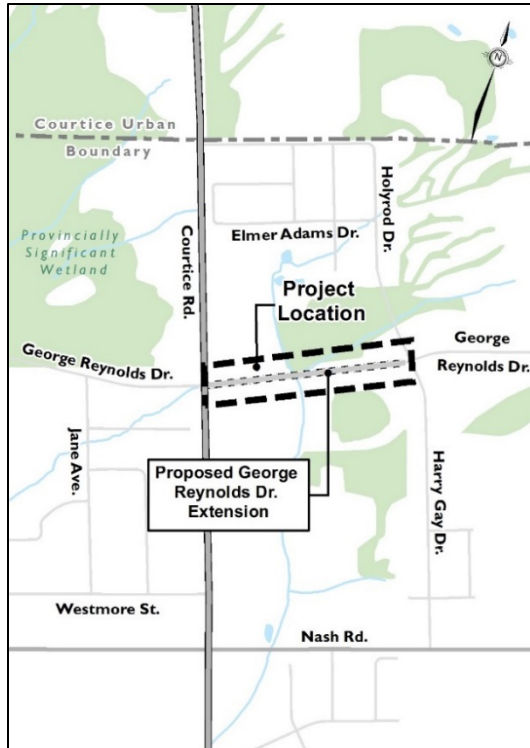 N
Courtice Urban
Boundary
Holyrod Dr.
Provincially
Significant
Wetland
Courtice Rd.
Elmer Adams Dr.
Project
Location
George Reynolds Dr.
George
Reynolds Dr.
Jane Ave.
Proposed George
Reynolds Dr.
Extension
Harry Gay Dr.
Westmore St.
Nash Rd.